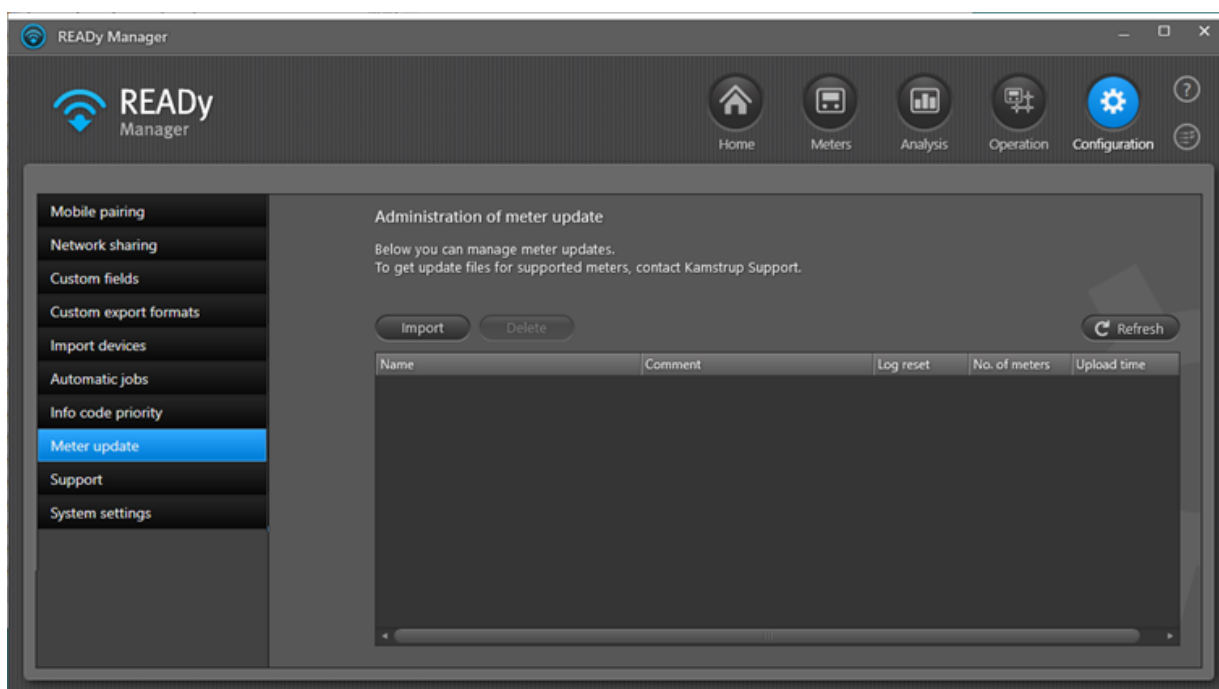 READy Manager
READy
Manager
Home
Meters
Analysis
Operation
Configuration
?
Mobile pairing
Network sharing
Custom fields
Custom export formats
Import devices
Automatic jobs
Info code priority
Meter update
Support
System settings
Administration of meter update
Below you can manage meter updates.
To get update files for supported meters, contact Kamstrup Support.
Import
Delete
Refresh
Name
Comment
Log reset
No. of meters
Upload time